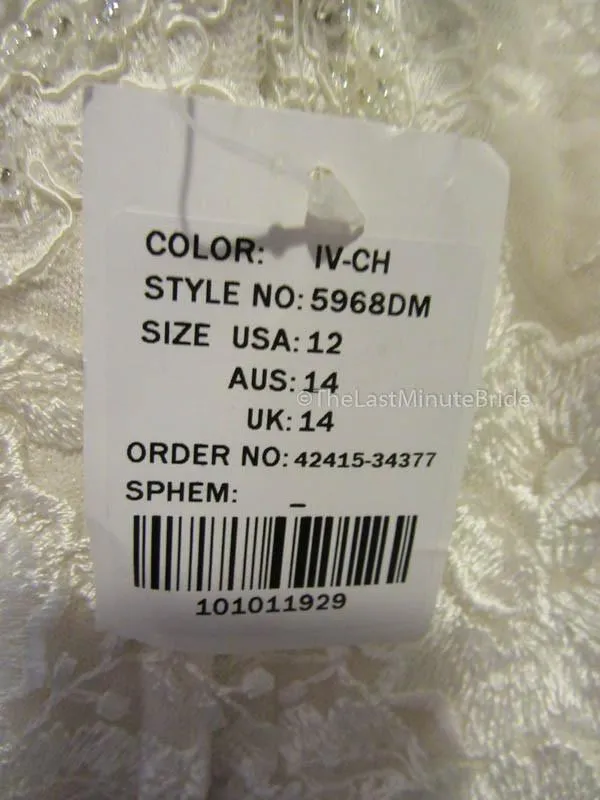 COLOR: IV-CH
STYLE NO: 5968DM
SIZE USA: 12
AUS: 14
©TheLastMinuteBride
UK: 14
ORDER NO: 42415-34377
SPHEM: _
101011929